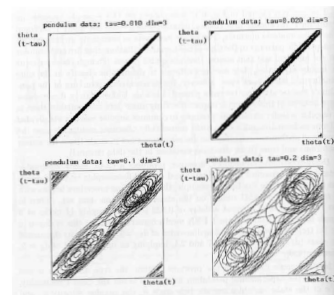 pendulum data; tau=0.010 dim=3
theta
(t-tau)
theta(t)
pendulum data; tau=0.020 dim=3
theta
(t-tau)
theta(t)
pendulum data; tau=0.1 dim=3
theta
(t-tau)
theta(t)
pendulum data; tau=0.2 dim=3
theta
(t-tau)
theta(t)